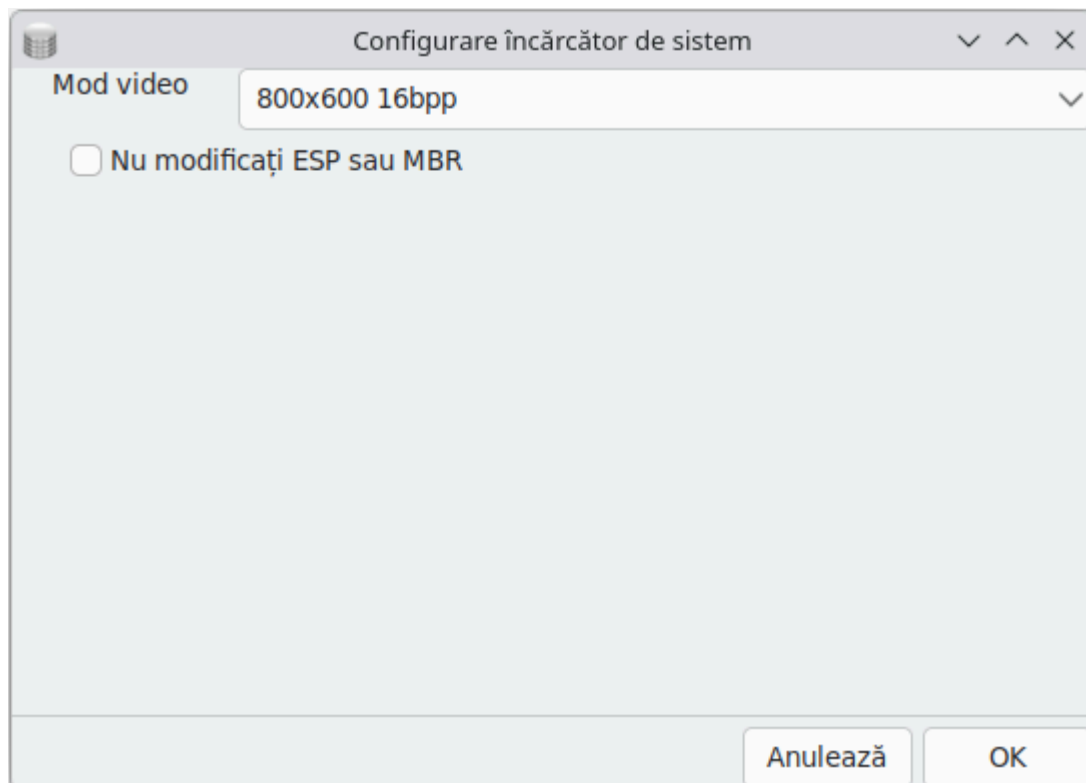 Configurare încărcător de sistem
Mod video
800x600 16bpp
Nu modificați ESP sau MBR
Anulează
OK